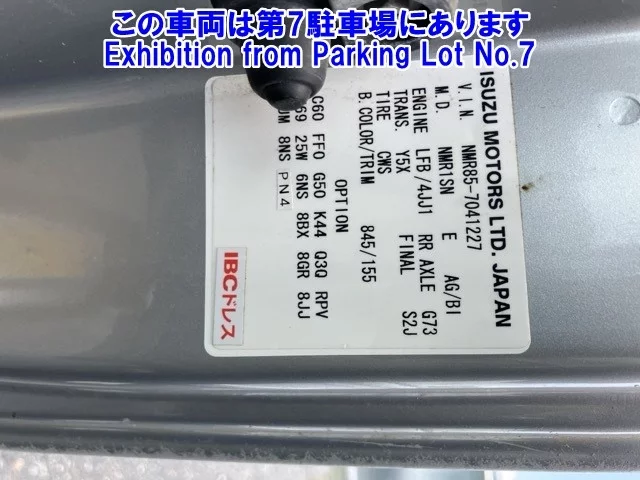 この車両は第7駐車場にあります
Exhibition from Parking Lot No.7
ISUZU MOTORS LTD. JAPAN
V.I.N. NMR85-7041227
M.D. NMR1SN E AG/BI
ENGINE LFB/4JJ1 RR AXLE G73
TRANS. Y5X FINAL S2J
TIRE CWS
B.COLOR/TRIM 845/155
OPTION
C60 FF0 G50 K44 Q3Q RPV
69 25W 6NS 8BX 8GR 8JJ
8NS PN4
IBCドレス